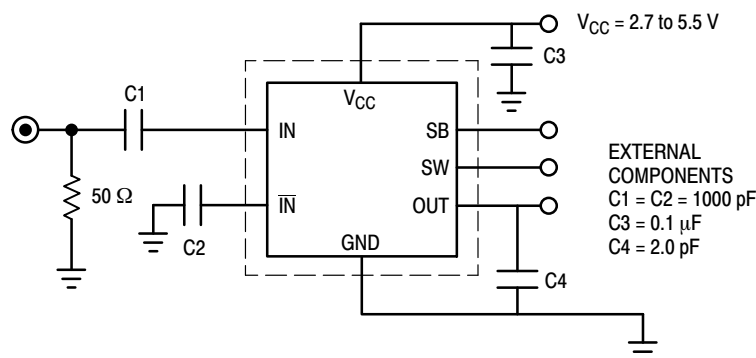 V_CC = 2.7 to 5.5 V
C3
C1
V_CC
IN
SB
SW
50 Ω
I̅N̅
OUT
C2
GND
C4
EXTERNAL
COMPONENTS
C1 = C2 = 1000 pF
C3 = 0.1 μF
C4 = 2.0 pF